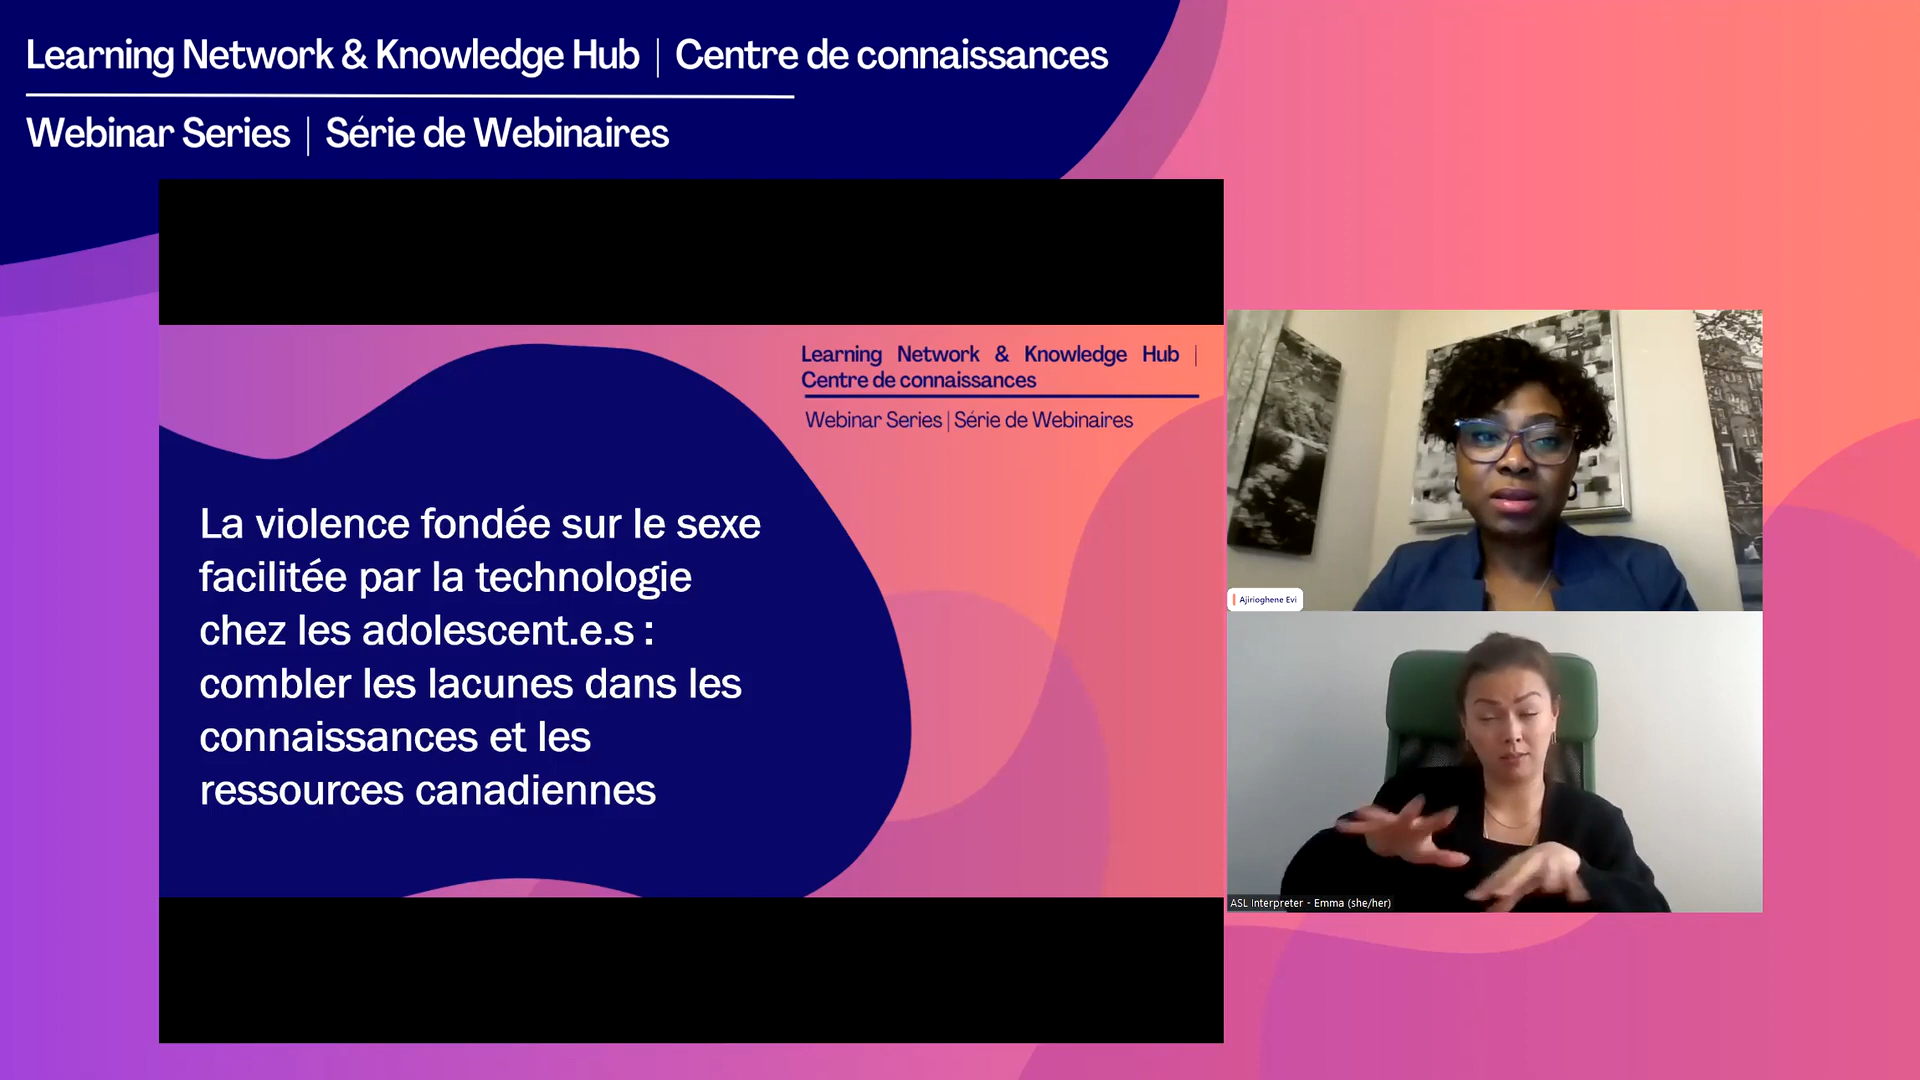 Learning Network & Knowledge Hub | Centre de connaissances
Webinar Series | Série de Webinaires
Learning Network & Knowledge Hub |
Centre de connaissances
Webinar Series | Série de Webinaires
La violence fondée sur le sexe
facilitée par la technologie
chez les adolescent.e.s :
combler les lacunes dans les
connaissances et les
ressources canadiennes
Ajirioghene Evi
ASL Interpreter - Emma (she/her)